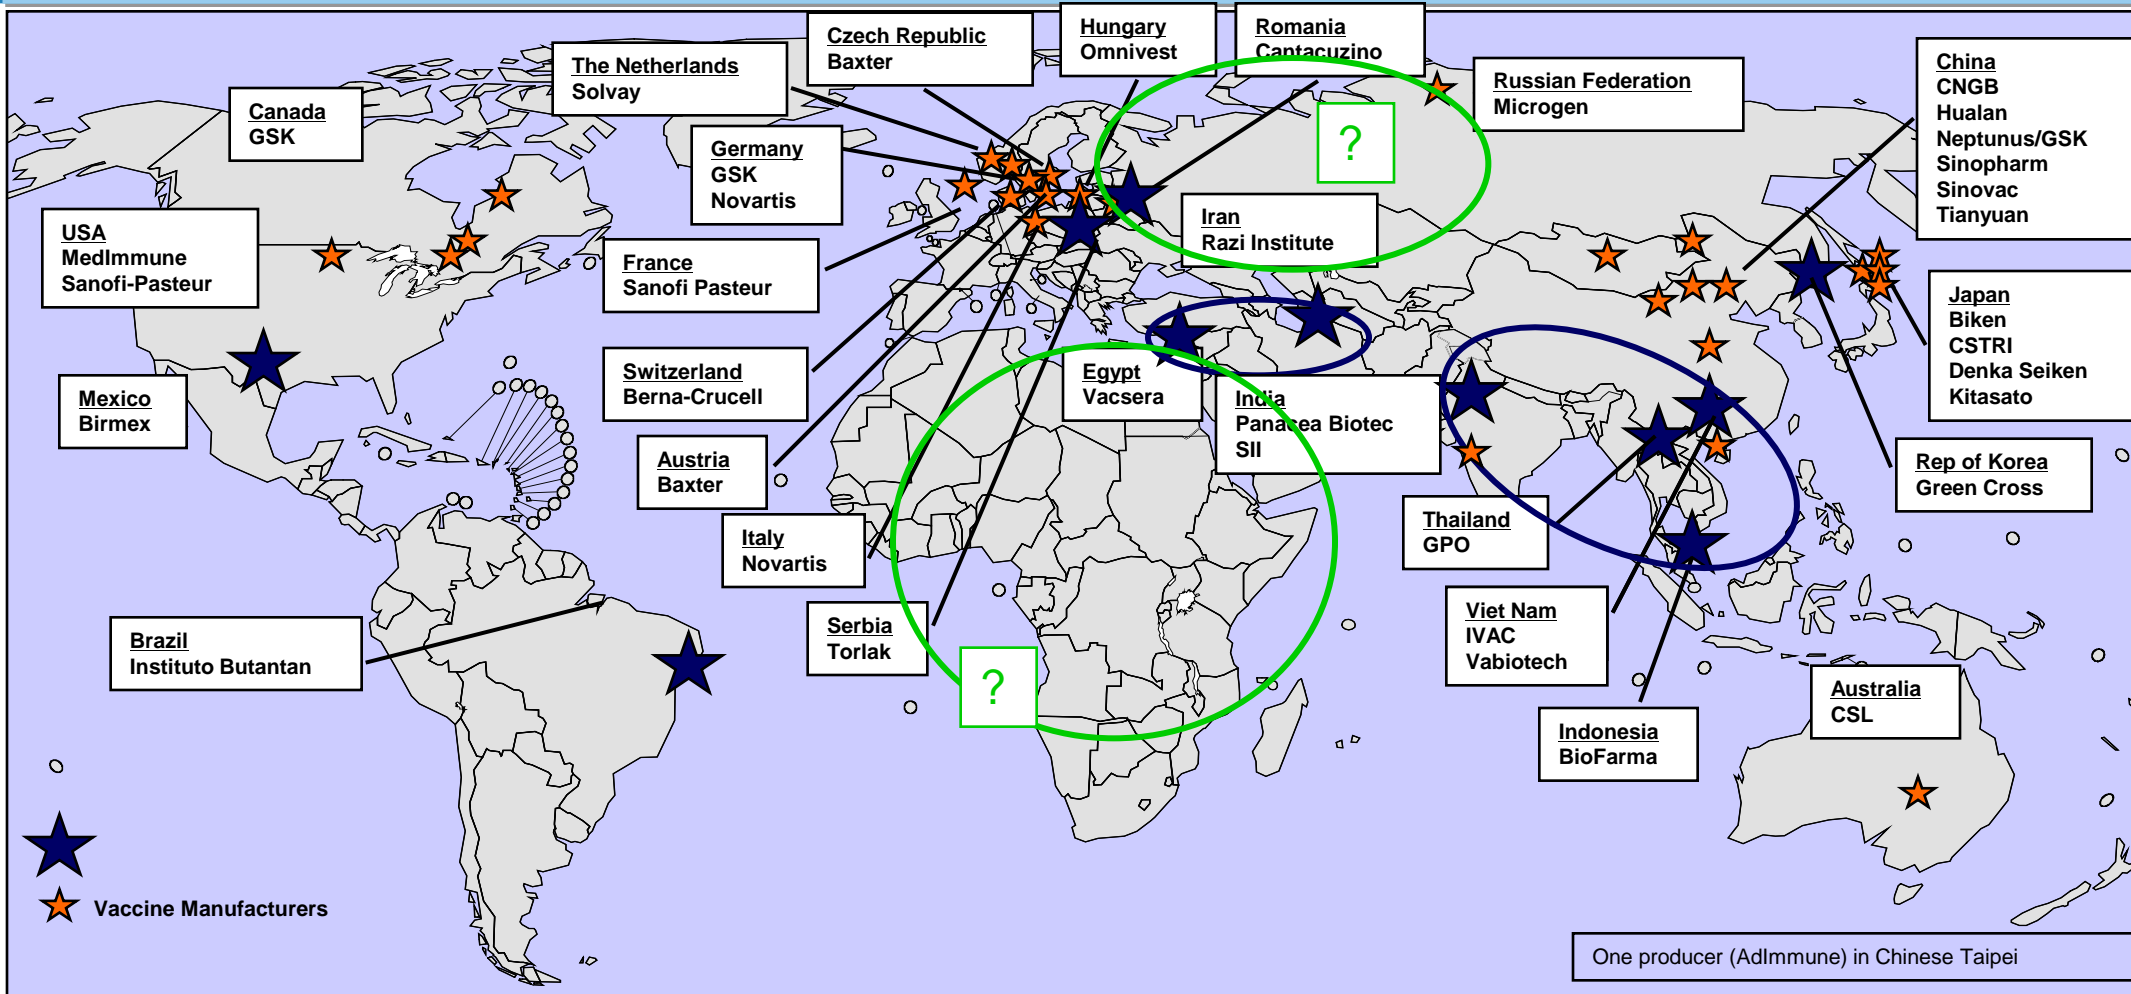 Czech Republic
Baxter
Hungary
Omnivest
Romania
Cantacuzino
The Netherlands
Solvay
Russian Federation
Microgen
China
CNGB
Hualan
Neptunus/GSK
Sinopharm
Sinovac
Tianyuan
Canada
GSK
Germany
GSK
Novartis
?
USA
MedImmune
Sanofi-Pasteur
Iran
Razi Institute
France
Sanofi Pasteur
Japan
Biken
CSTRI
Denka Seiken
Kitasato
Mexico
Birmex
Switzerland
Berna-Crucell
Egypt
Vacsera
India
Panacea Biotec
SII
Austria
Baxter
Rep of Korea
Green Cross
Italy
Novartis
Thailand
GPO
Brazil
Instituto Butantan
Serbia
Torlak
?
Viet Nam
IVAC
Vabiotech
Australia
CSL
Indonesia
BioFarma
Vaccine Manufacturers
One producer (AdImmune) in Chinese Taipei